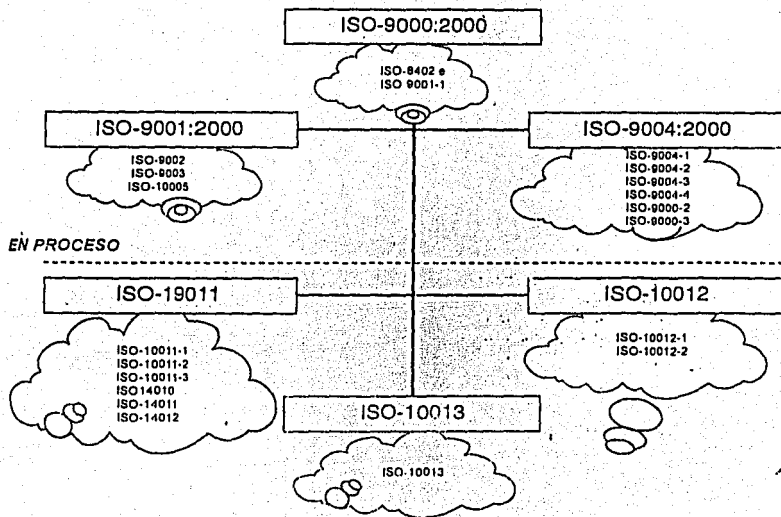 ISO-9000:2000
ISO-8402 e
ISO 9001-1
ISO-9001:2000
ISO-9002
ISO-9003
ISO-10005
ISO-9004:2000
ISO-9004-1
ISO-9004-2
ISO-9004-3
ISO-9004-4
ISO-9000-2
ISO-9000-3
EN PROCESO
ISO-19011
ISO-10011-1
ISO-10011-2
ISO-10011-3
ISO14010
ISO-14011
ISO-14012
ISO-10012
ISO-10012-1
ISO-10012-2
ISO-10013
ISO-10013